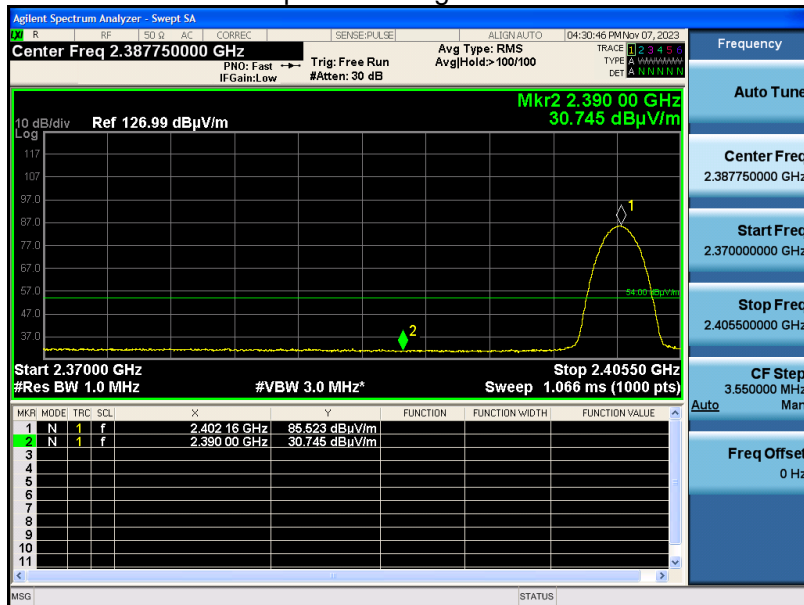 Agilent Spectrum Analyzer - Swept SA
LXI R RF 50 Ω AC CORREC SENSE:PULSE ALIGN AUTO 04:30:46 PM Nov 07, 2023
Center Freq 2.387750000 GHz
PNO: Fast
IFGain:Low
Trig: Free Run
#Atten: 30 dB
Avg Type: RMS
Avg|Hold:>100/100
TRACE 1 2 3 4 5 6
TYPE A WWWWW
DET A N N N N N
Mkr2 2.390 00 GHz
30.745 dBµV/m
10 dB/div Ref 126.99 dBµV/m
Log
117
107
97.0
87.0
77.0
67.0
57.0
47.0
37.0
1
2
54.00 dBµV/m
Start 2.37000 GHz Stop 2.40550 GHz
#Res BW 1.0 MHz #VBW 3.0 MHz* Sweep 1.066 ms (1000 pts)
MKR MODE TRC SCL X Y FUNCTION FUNCTION WIDTH FUNCTION VALUE
1 N 1 f 2.402 16 GHz 85.523 dBµV/m
2 N 1 f 2.390 00 GHz 30.745 dBµV/m
3
4
5
6
7
8
9
10
11
MSG STATUS
Frequency
Auto Tune
Center Freq
2.387750000 GHz
Start Freq
2.370000000 GHz
Stop Freq
2.405500000 GHz
CF Step
3.550000 MHz
Auto Man
Freq Offset
0 Hz